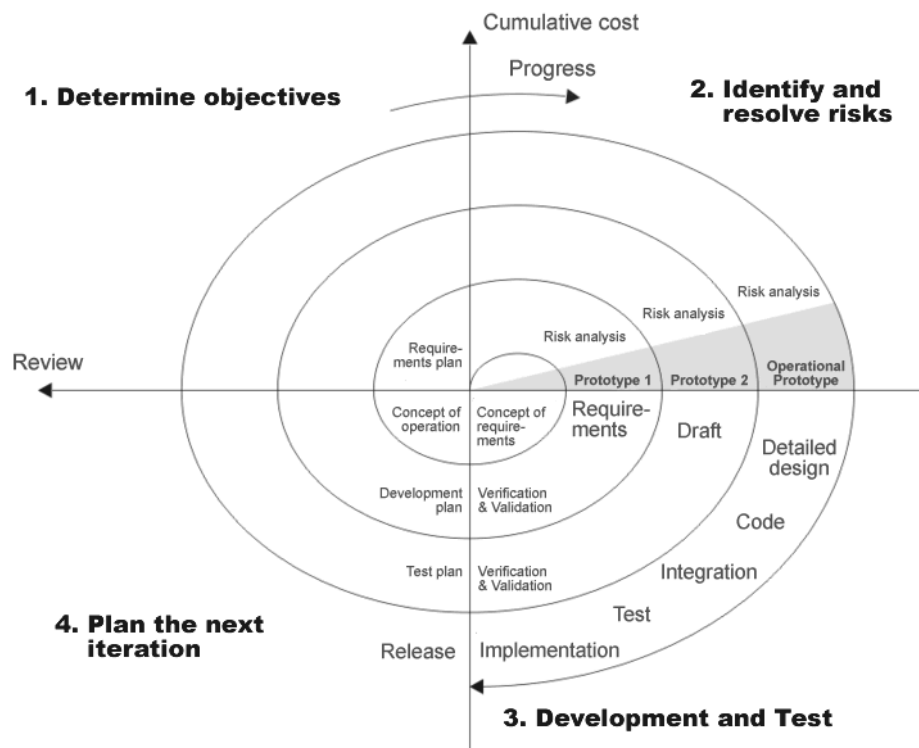 Cumulative cost
Progress
1. Determine objectives
2. Identify and
resolve risks
Risk analysis
Risk analysis
Risk analysis
Require-
ments plan
Review
Prototype 1
Prototype 2
Operational
Prototype
Concept of
operation
Concept of
require-
ments
Require-
ments
Draft
Detailed
design
Development
plan
Verification
& Validation
Code
Test plan
Verification
& Validation
Integration
Test
4. Plan the next
iteration
Release
Implementation
3. Development and Test